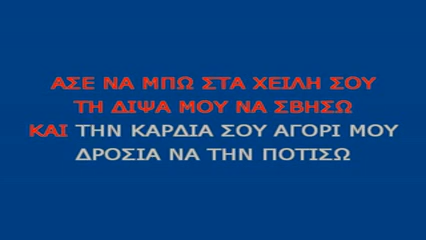 ΑΣΕ ΝΑ ΜΠΩ ΣΤΑ ΧΕΙΛΗ ΣΟΥ
ΤΗ ΔΙΨΑ ΜΟΥ ΝΑ ΣΒΗΣΩ
ΚΑΙ ΤΗΝ ΚΑΡΔΙΑ ΣΟΥ ΑΓΟΡΙ ΜΟΥ
ΔΡΟΣΙΑ ΝΑ ΤΗΝ ΠΟΤΙΣΩ